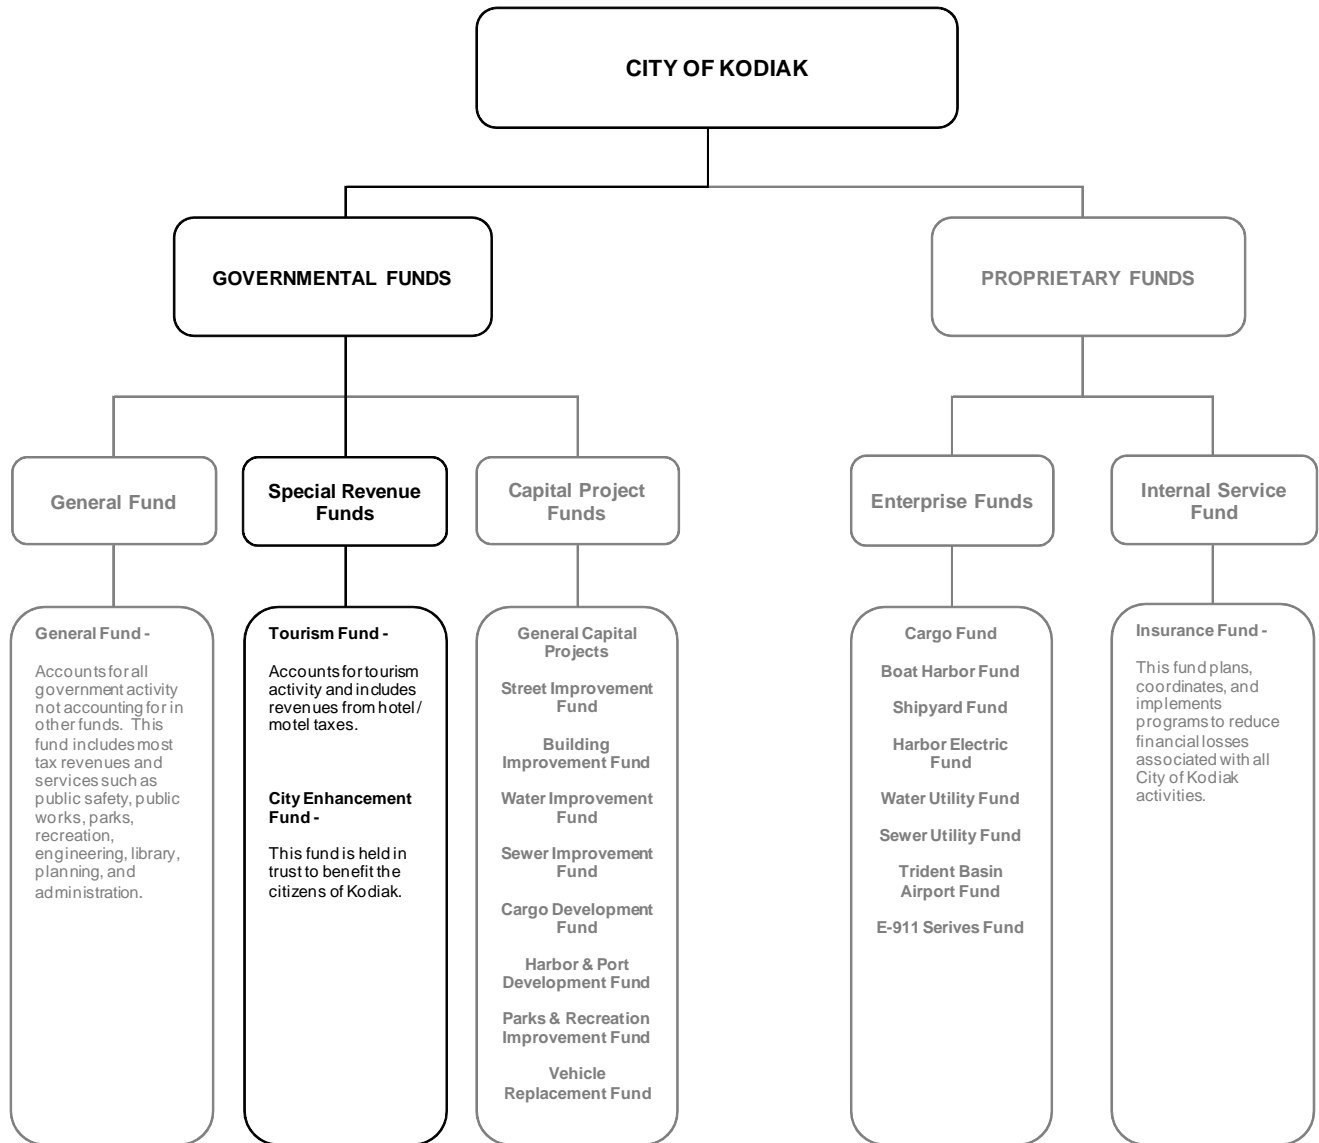 CITY OF KODIAK
GOVERNMENTAL FUNDS
PROPRIETARY FUNDS
General Fund
Special Revenue
Funds
Capital Project
Funds
Enterprise Funds
Internal Service
Fund
General Fund -
Accounts for all
government activity
not accounting for in
other funds. This
fund includes most
tax revenues and
services such as
public safety, public
works, parks,
recreation,
engineering, library,
planning, and
administration.
Tourism Fund -
Accounts for tourism
activity and includes
revenues from hotel/
motel taxes.
City Enhancement
Fund -
This fund is held in
trust to benefit the
citizens of Kodiak.
General Capital
Projects
Street Improvement
Fund
Building
Improvement Fund
Water Improvement
Fund
Sewer Improvement
Fund
Cargo Development
Fund
Harbor & Port
Development Fund
Parks & Recreation
Improvement Fund
Vehicle
Replacement Fund
Cargo Fund
Boat Harbor Fund
Shipyard Fund
Harbor Electric
Fund
Water Utility Fund
Sewer Utility Fund
Trident Basin
Airport Fund
E-911 Serives Fund
Insurance Fund -
This fund plans,
coordinates, and
implements
programs to reduce
financial losses
associated with all
City of Kodiak
activities.